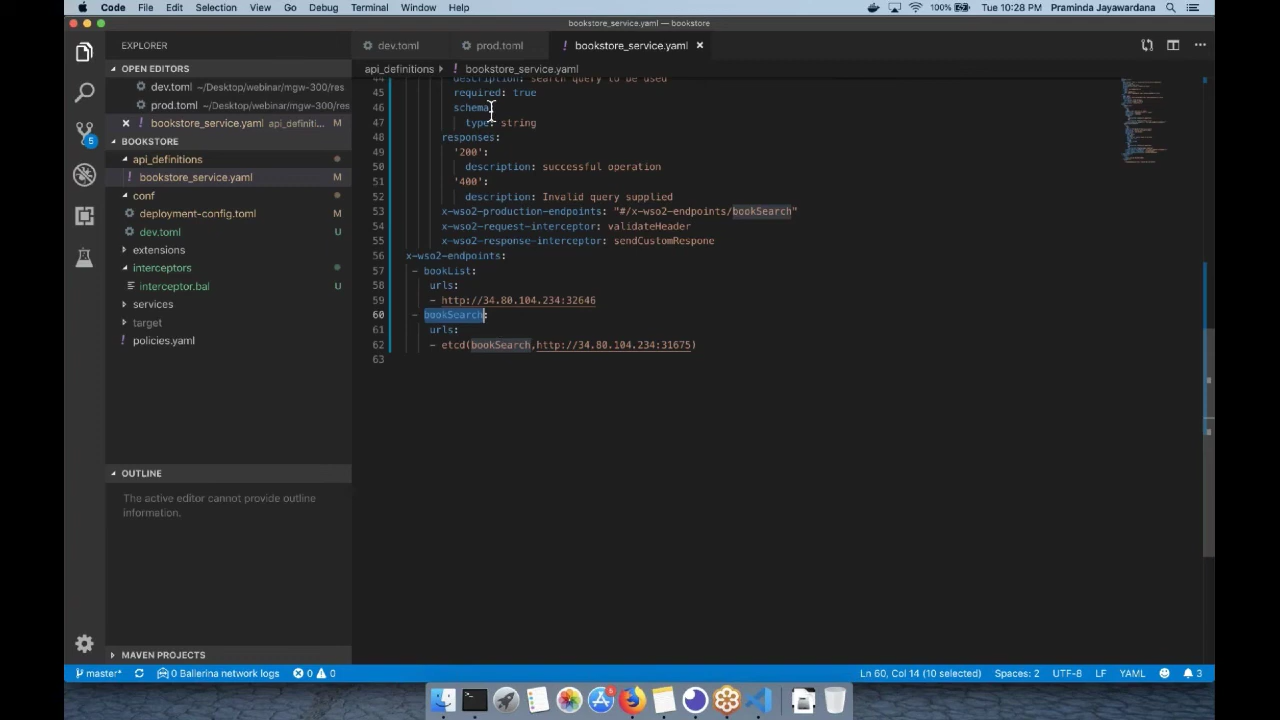 Code File Edit Selection View Go Debug Terminal Window Help 100% Tue 10:28 PM Praminda Jayawardana
bookstore_service.yaml — bookstore
EXPLORER
dev.toml prod.toml bookstore_service.yaml
OPEN EDITORS
api_definitions bookstore_service.yaml
dev.toml ~/Desktop/webinar/mgw-300/res
prod.toml ~/Desktop/webinar/mgw-300/res
bookstore_service.yaml api_definiti... M
BOOKSTORE
api_definitions
bookstore_service.yaml M
conf
deployment-config.toml M
dev.toml U
extensions
interceptors
interceptor.bal U
services
target
policies.yaml
44 description: search query to be used
45 required: true
46 schema
47 type: string
48 responses:
49 '200':
50 description: successful operation
51 '400':
52 description: Invalid query supplied
53 x-wso2-production-endpoints: "#/x-wso2-endpoints/bookSearch"
54 x-wso2-request-interceptor: validateHeader
55 x-wso2-response-interceptor: sendCustomRespone
56 x-wso2-endpoints:
57 - bookList:
58 urls:
59 - http://34.80.104.234:32646
60 - bookSearch:
61 urls:
62 - etcd(bookSearch,http://34.80.104.234:31675)
63
OUTLINE
The active editor cannot provide outline
information.
MAVEN PROJECTS
5
master* 0 Ballerina network logs 0 0 Ln 60, Col 14 (10 selected) Spaces: 2 UTF-8 LF YAML 3